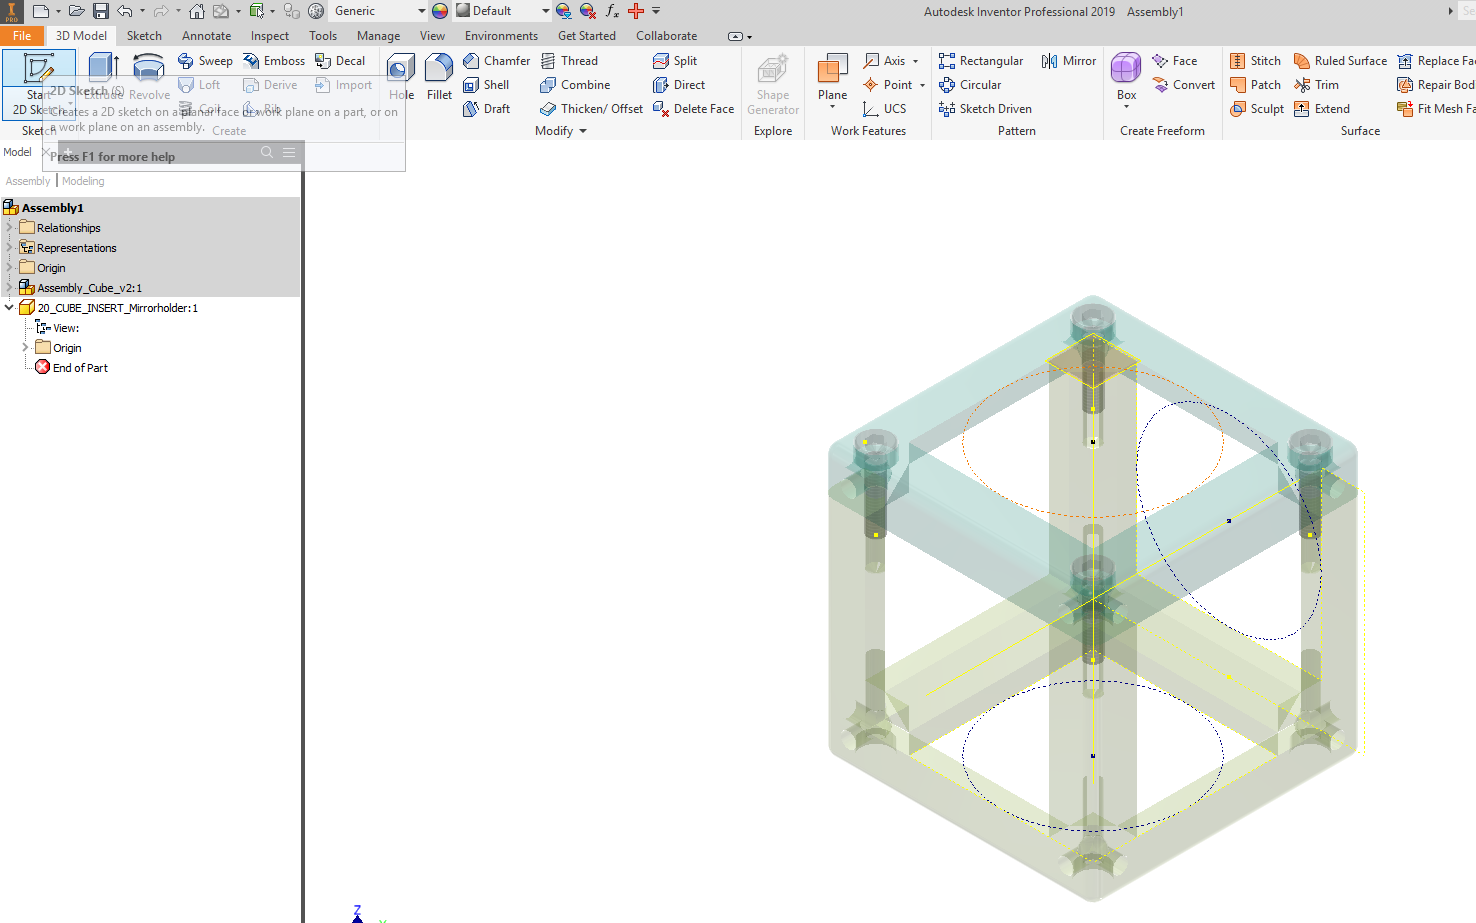 PRO
Generic
Default
fx
Autodesk Inventor Professional 2019 Assembly1
File
3D Model
Sketch
Annotate
Inspect
Tools
Manage
View
Environments
Get Started
Collaborate
Start
2D Sketch
Sketch
Extrude
Revolve
Sweep
Emboss
Decal
Loft
Derive
Import
Coil
Rib
Create
2D Sketch (S)
Creates a 2D sketch on a planar face or work plane on a part, or on
a work plane on an assembly.
Press F1 for more help
Hole
Fillet
Chamfer
Thread
Split
Shell
Combine
Direct
Draft
Thicken/ Offset
Delete Face
Modify
Shape
Generator
Explore
Plane
Axis
Point
UCS
Work Features
Rectangular
Mirror
Circular
Sketch Driven
Pattern
Box
Face
Convert
Create Freeform
Stitch
Ruled Surface
Replace Fac
Patch
Trim
Repair Bod
Sculpt
Extend
Fit Mesh Fa
Surface
Model
Assembly
Modeling
Assembly1
Relationships
Representations
Origin
Assembly_Cube_v2:1
20_CUBE_INSERT_Mirrorholder:1
View:
Origin
End of Part
Z